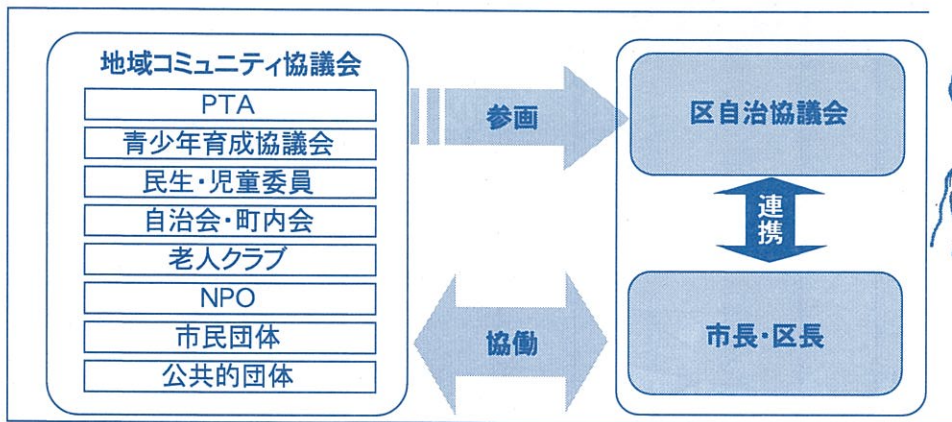 地域コミュニティ協議会
PTA
青少年育成協議会
民生・児童委員
自治会・町内会
老人クラブ
NPO
市民団体
公共的団体
参画
協働
区自治協議会
連携
市長・区長